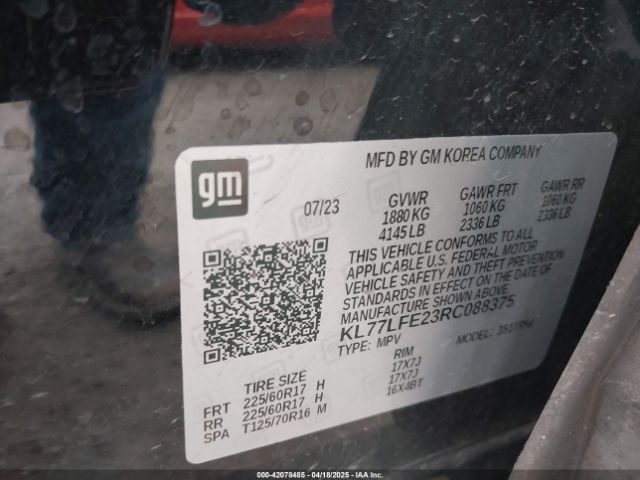 gm
MFD BY GM KOREA COMPANY
07/23
GVWR GAWR FRT GAWR RR
1880 KG 1060 KG 1060 KG
4145 LB 2336 LB 2336 LB
THIS VEHICLE CONFORMS TO ALL
APPLICABLE U.S. FEDERAL MOTOR
VEHICLE SAFETY AND THEFT PREVENTION
STANDARDS IN EFFECT ON THE DATE OF
MANUFACTURE SHOWN ABOVE
KL77LFE23RC088375
TYPE: MPV MODEL:
TIRE SIZE RIM
FRT 225/60R17 H 17X7J
RR 225/60R17 H 17X7J
SPA T125/70R16 M 16X4BT
000-42078485 - 04/18/2025 - IAA Inc.